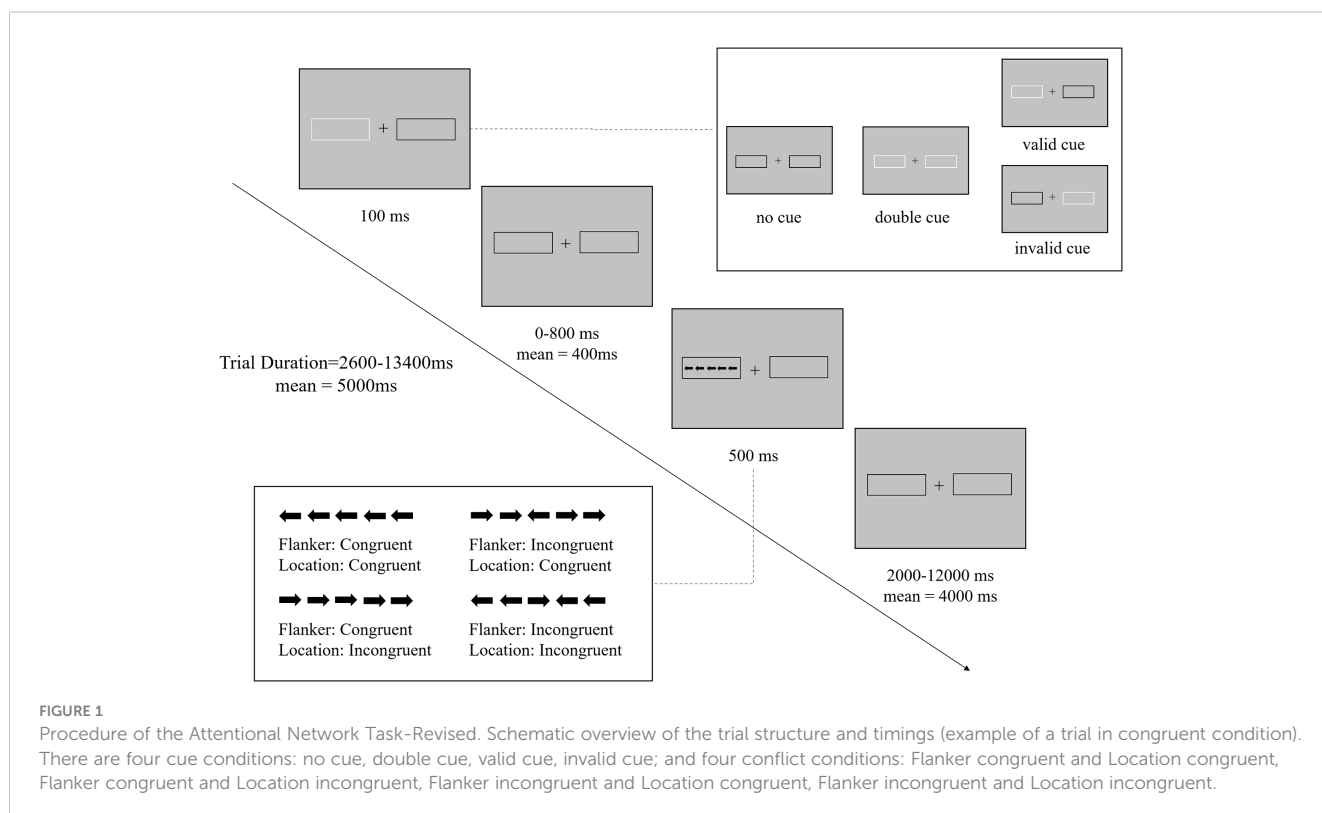 100 ms
no cue
double cue
valid cue
invalid cue
0-800 ms
mean = 400ms
Trial Duration=2600-13400ms
mean = 5000ms
500 ms
2000-12000 ms
mean = 4000 ms
Flanker: Congruent
Location: Congruent
Flanker: Incongruent
Location: Congruent
Flanker: Congruent
Location: Incongruent
Flanker: Incongruent
Location: Incongruent
FIGURE 1
Procedure of the Attentional Network Task-Revised. Schematic overview of the trial structure and timings (example of a trial in congruent condition).
There are four cue conditions: no cue, double cue, valid cue, invalid cue; and four conflict conditions: Flanker congruent and Location congruent,
Flanker congruent and Location incongruent, Flanker incongruent and Location congruent, Flanker incongruent and Location incongruent.